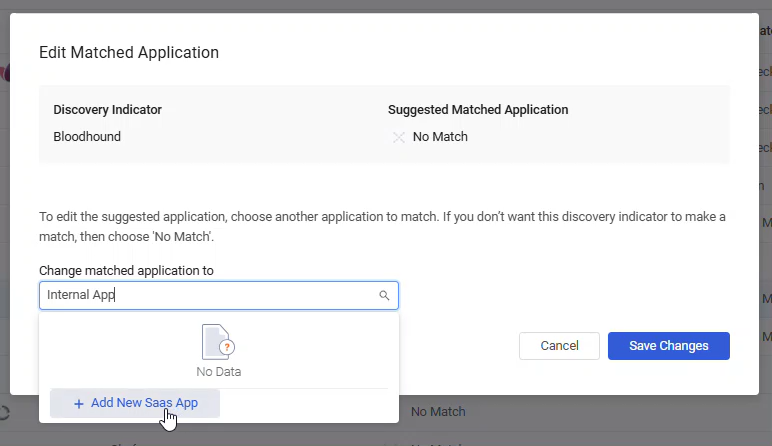 Edit Matched Application
Discovery Indicator
Suggested Matched Application
Bloodhound
No Match
To edit the suggested application, choose another application to match. If you don't want this discovery indicator to make a
match, then choose 'No Match'.
Change matched application to
Internal App
?
No Data
Cancel
Save Changes
+ Add New Saas App
No Match